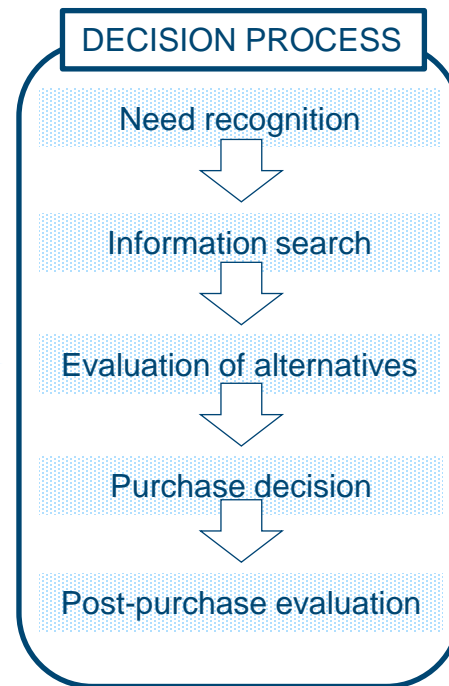 DECISION PROCESS
Need recognition
Information search
Evaluation of alternatives
Purchase decision
Post-purchase evaluation